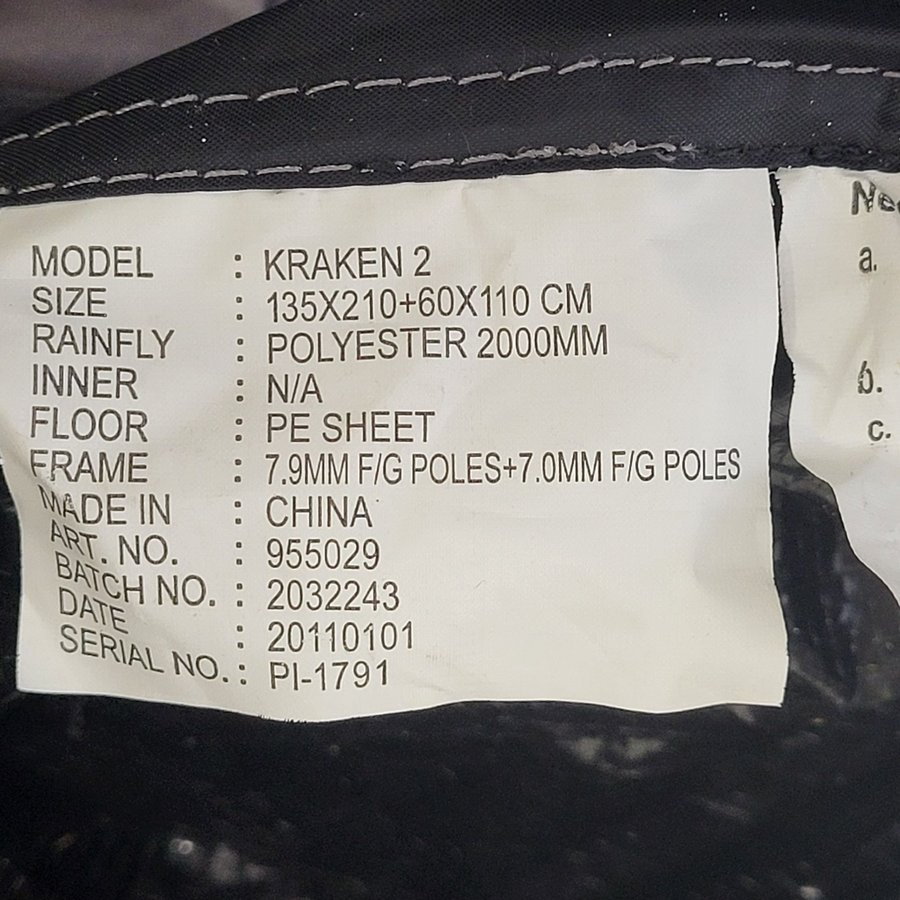 MODEL : KRAKEN 2
SIZE : 135X210+60X110 CM
RAINFLY : POLYESTER 2000MM
INNER : N/A
FLOOR : PE SHEET
FRAME : 7.9MM F/G POLES+7.0MM F/G POLES
MADE IN : CHINA
ART. NO. : 955029
BATCH NO. : 2032243
DATE : 20110101
SERIAL NO. : PI-1791
a.
b.
c.